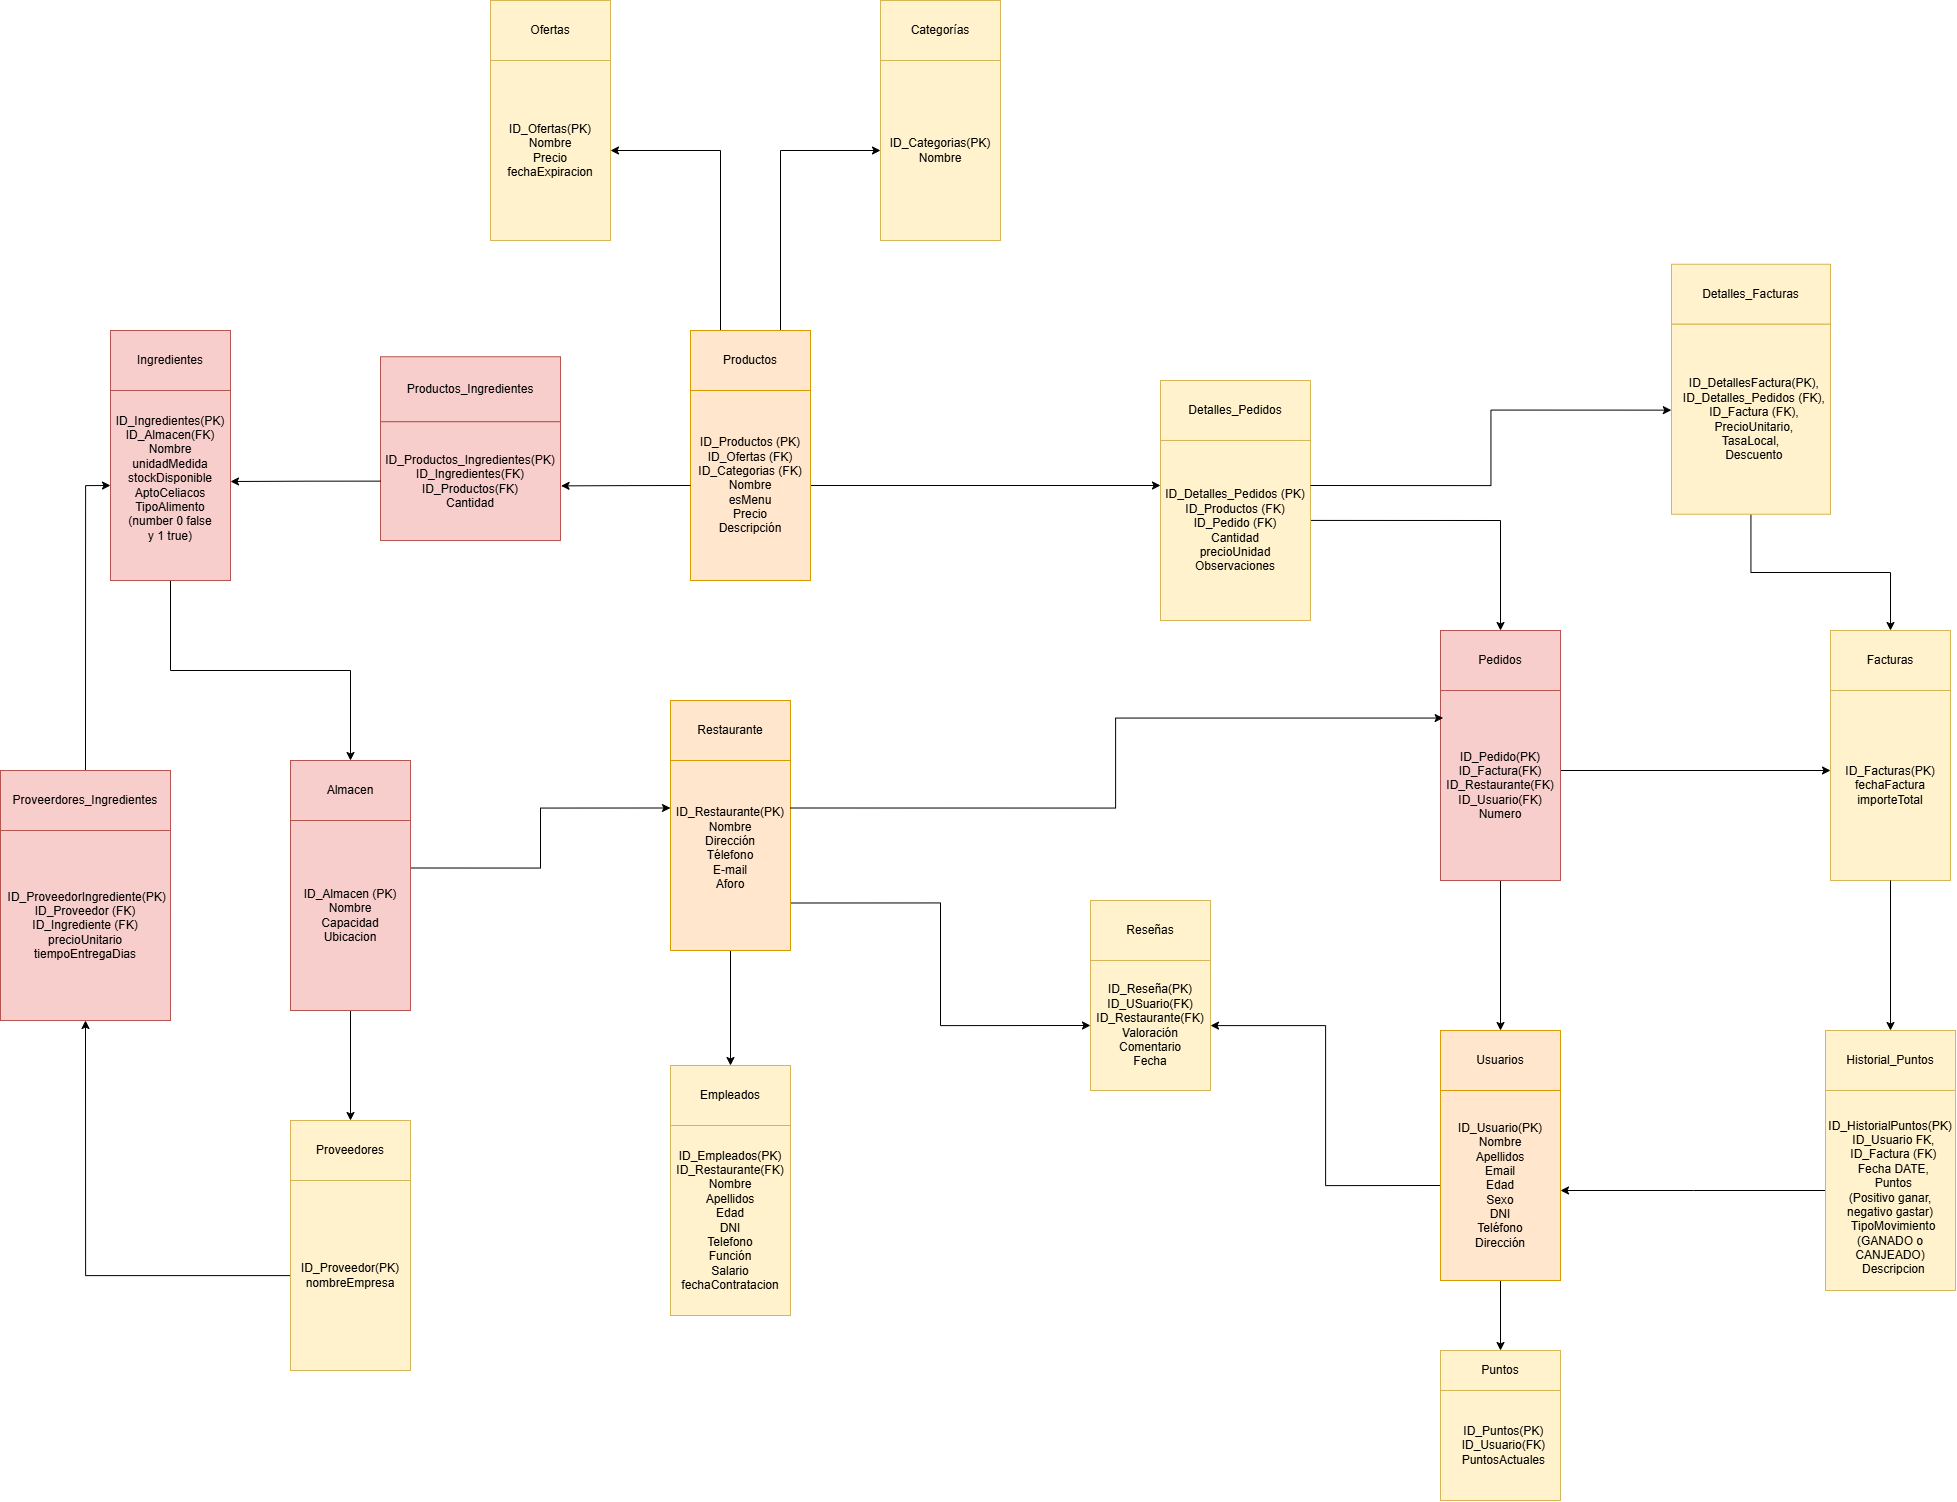 Ofertas
ID_Ofertas(PK)
Nombre
Precio
fechaExpiracion
Categorías
ID_Categorias(PK)
Nombre
Detalles_Facturas
ID_DetallesFactura(PK),
ID_Detalles_Pedidos (FK),
ID_Factura (FK),
PrecioUnitario,
TasaLocal,
Descuento
Ingredientes
ID_Ingredientes(PK)
ID_Almacen(FK)
Nombre
unidadMedida
stockDisponible
AptoCeliacos
TipoAlimento
(number 0 false
y 1 true)
Productos_Ingredientes
ID_Productos_Ingredientes(PK)
ID_Ingredientes(FK)
ID_Productos(FK)
Cantidad
Productos
ID_Productos (PK)
ID_Ofertas (FK)
ID_Categorias (FK)
Nombre
esMenu
Precio
Descripción
Detalles_Pedidos
ID_Detalles_Pedidos (PK)
ID_Productos (FK)
ID_Pedido (FK)
Cantidad
precioUnidad
Observaciones
Pedidos
ID_Pedido(PK)
ID_Factura(FK)
ID_Restaurante(FK)
ID_Usuario(FK)
Numero
Facturas
ID_Facturas(PK)
fechaFactura
importeTotal
Restaurante
ID_Restaurante(PK)
Nombre
Dirección
Télefono
E-mail
Aforo
Proveerdores_Ingredientes
ID_ProveedorIngrediente(PK)
ID_Proveedor (FK)
ID_Ingrediente (FK)
precioUnitario
tiempoEntregaDias
Almacen
ID_Almacen (PK)
Nombre
Capacidad
Ubicacion
Reseñas
ID_Reseña(PK)
ID_USuario(FK)
ID_Restaurante(FK)
Valoración
Comentario
Fecha
Usuarios
ID_Usuario(PK)
Nombre
Apellidos
Email
Edad
Sexo
DNI
Teléfono
Dirección
Historial_Puntos
ID_HistorialPuntos(PK)
ID_Usuario FK,
ID_Factura (FK)
Fecha DATE,
Puntos
(Positivo ganar,
negativo gastar)
TipoMovimiento
(GANADO o
CANJEADO)
Descripcion
Empleados
ID_Empleados(PK)
ID_Restaurante(FK)
Nombre
Apellidos
Edad
DNI
Telefono
Función
Salario
fechaContratacion
Proveedores
ID_Proveedor(PK)
nombreEmpresa
Puntos
ID_Puntos(PK)
ID_Usuario(FK)
PuntosActuales